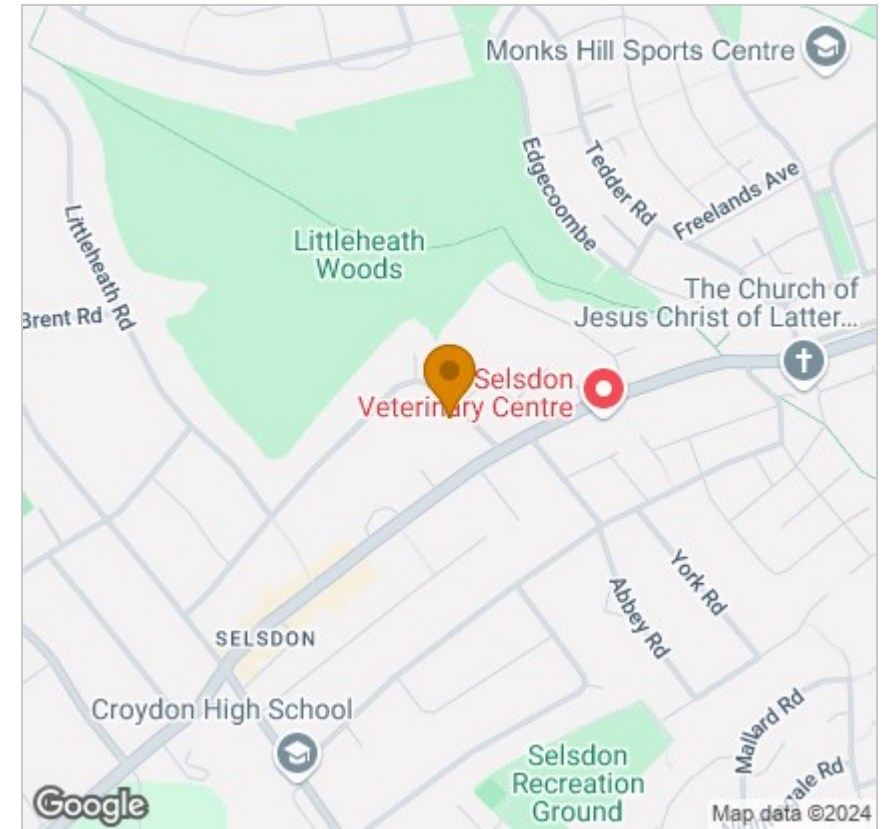 Monks Hill Sports Centre
Edgecoombe
Tedder Rd
Freelands Ave
Littleheath Rd
Littleheath
Woods
Brent Rd
The Church of
Jesus Christ of Latter...
Selsdon
Veterinary Centre
York Rd
Abbey Rd
SELSDON
Croydon High School
Mallard Rd
Selsdon
Recreation
Ground
Google
Map data ©2024